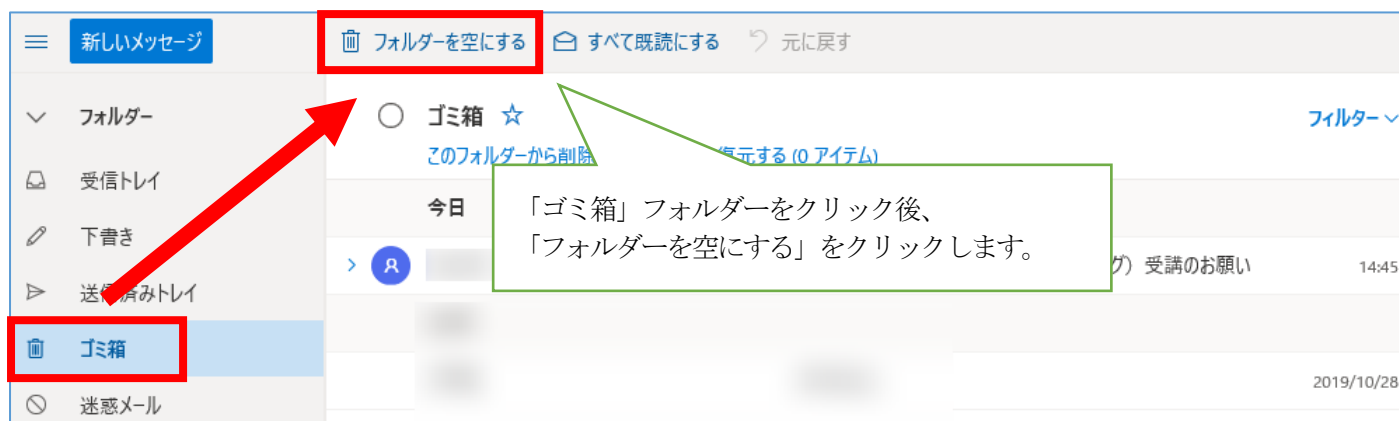 新しいメッセージ
フォルダーを空にする
すべて既読にする
元に戻す
フォルダー
ゴミ箱
フィルター
このフォルダーから削除
復元する (0 アイテム)
受信トレイ
今日
「ゴミ箱」フォルダーをクリック後、
「フォルダーを空にする」をクリックします。
下書き
グ）受講のお願い
14:45
送信済みトレイ
ゴミ箱
2019/10/28
迷惑メール